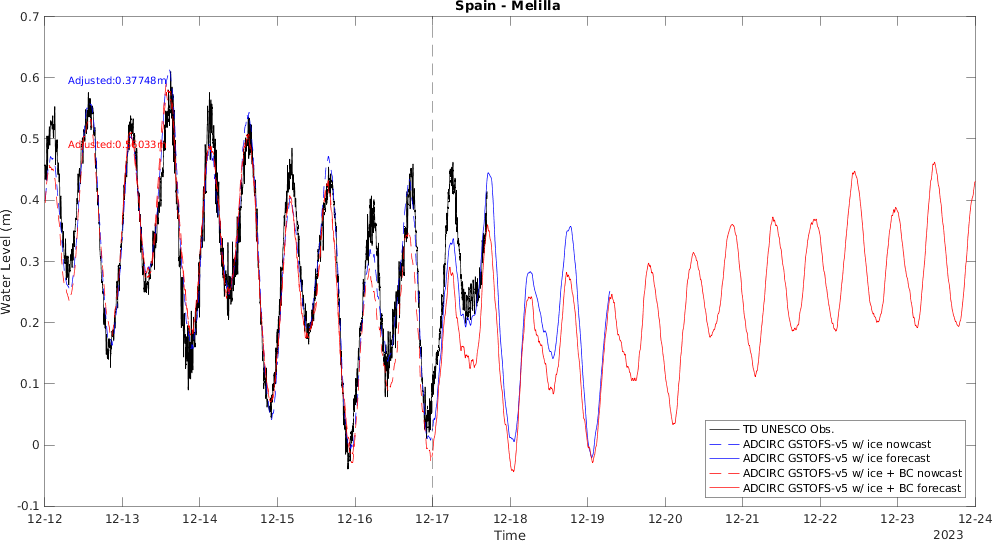 Spain - Melilla
0.7
0.6
0.5
0.4
0.3
0.2
0.1
0
-0.1
Water Level (m)
Adjusted:0.37748m
Adjusted:0.56033m
TD UNESCO Obs.
ADCIRC GSTOFS-v5 w/ ice nowcast
ADCIRC GSTOFS-v5 w/ ice forecast
ADCIRC GSTOFS-v5 w/ ice + BC nowcast
ADCIRC GSTOFS-v5 w/ ice + BC forecast
12-12 12-13 12-14 12-15 12-16 12-17 12-18 12-19 12-20 12-21 12-22 12-23 12-24
Time
2023